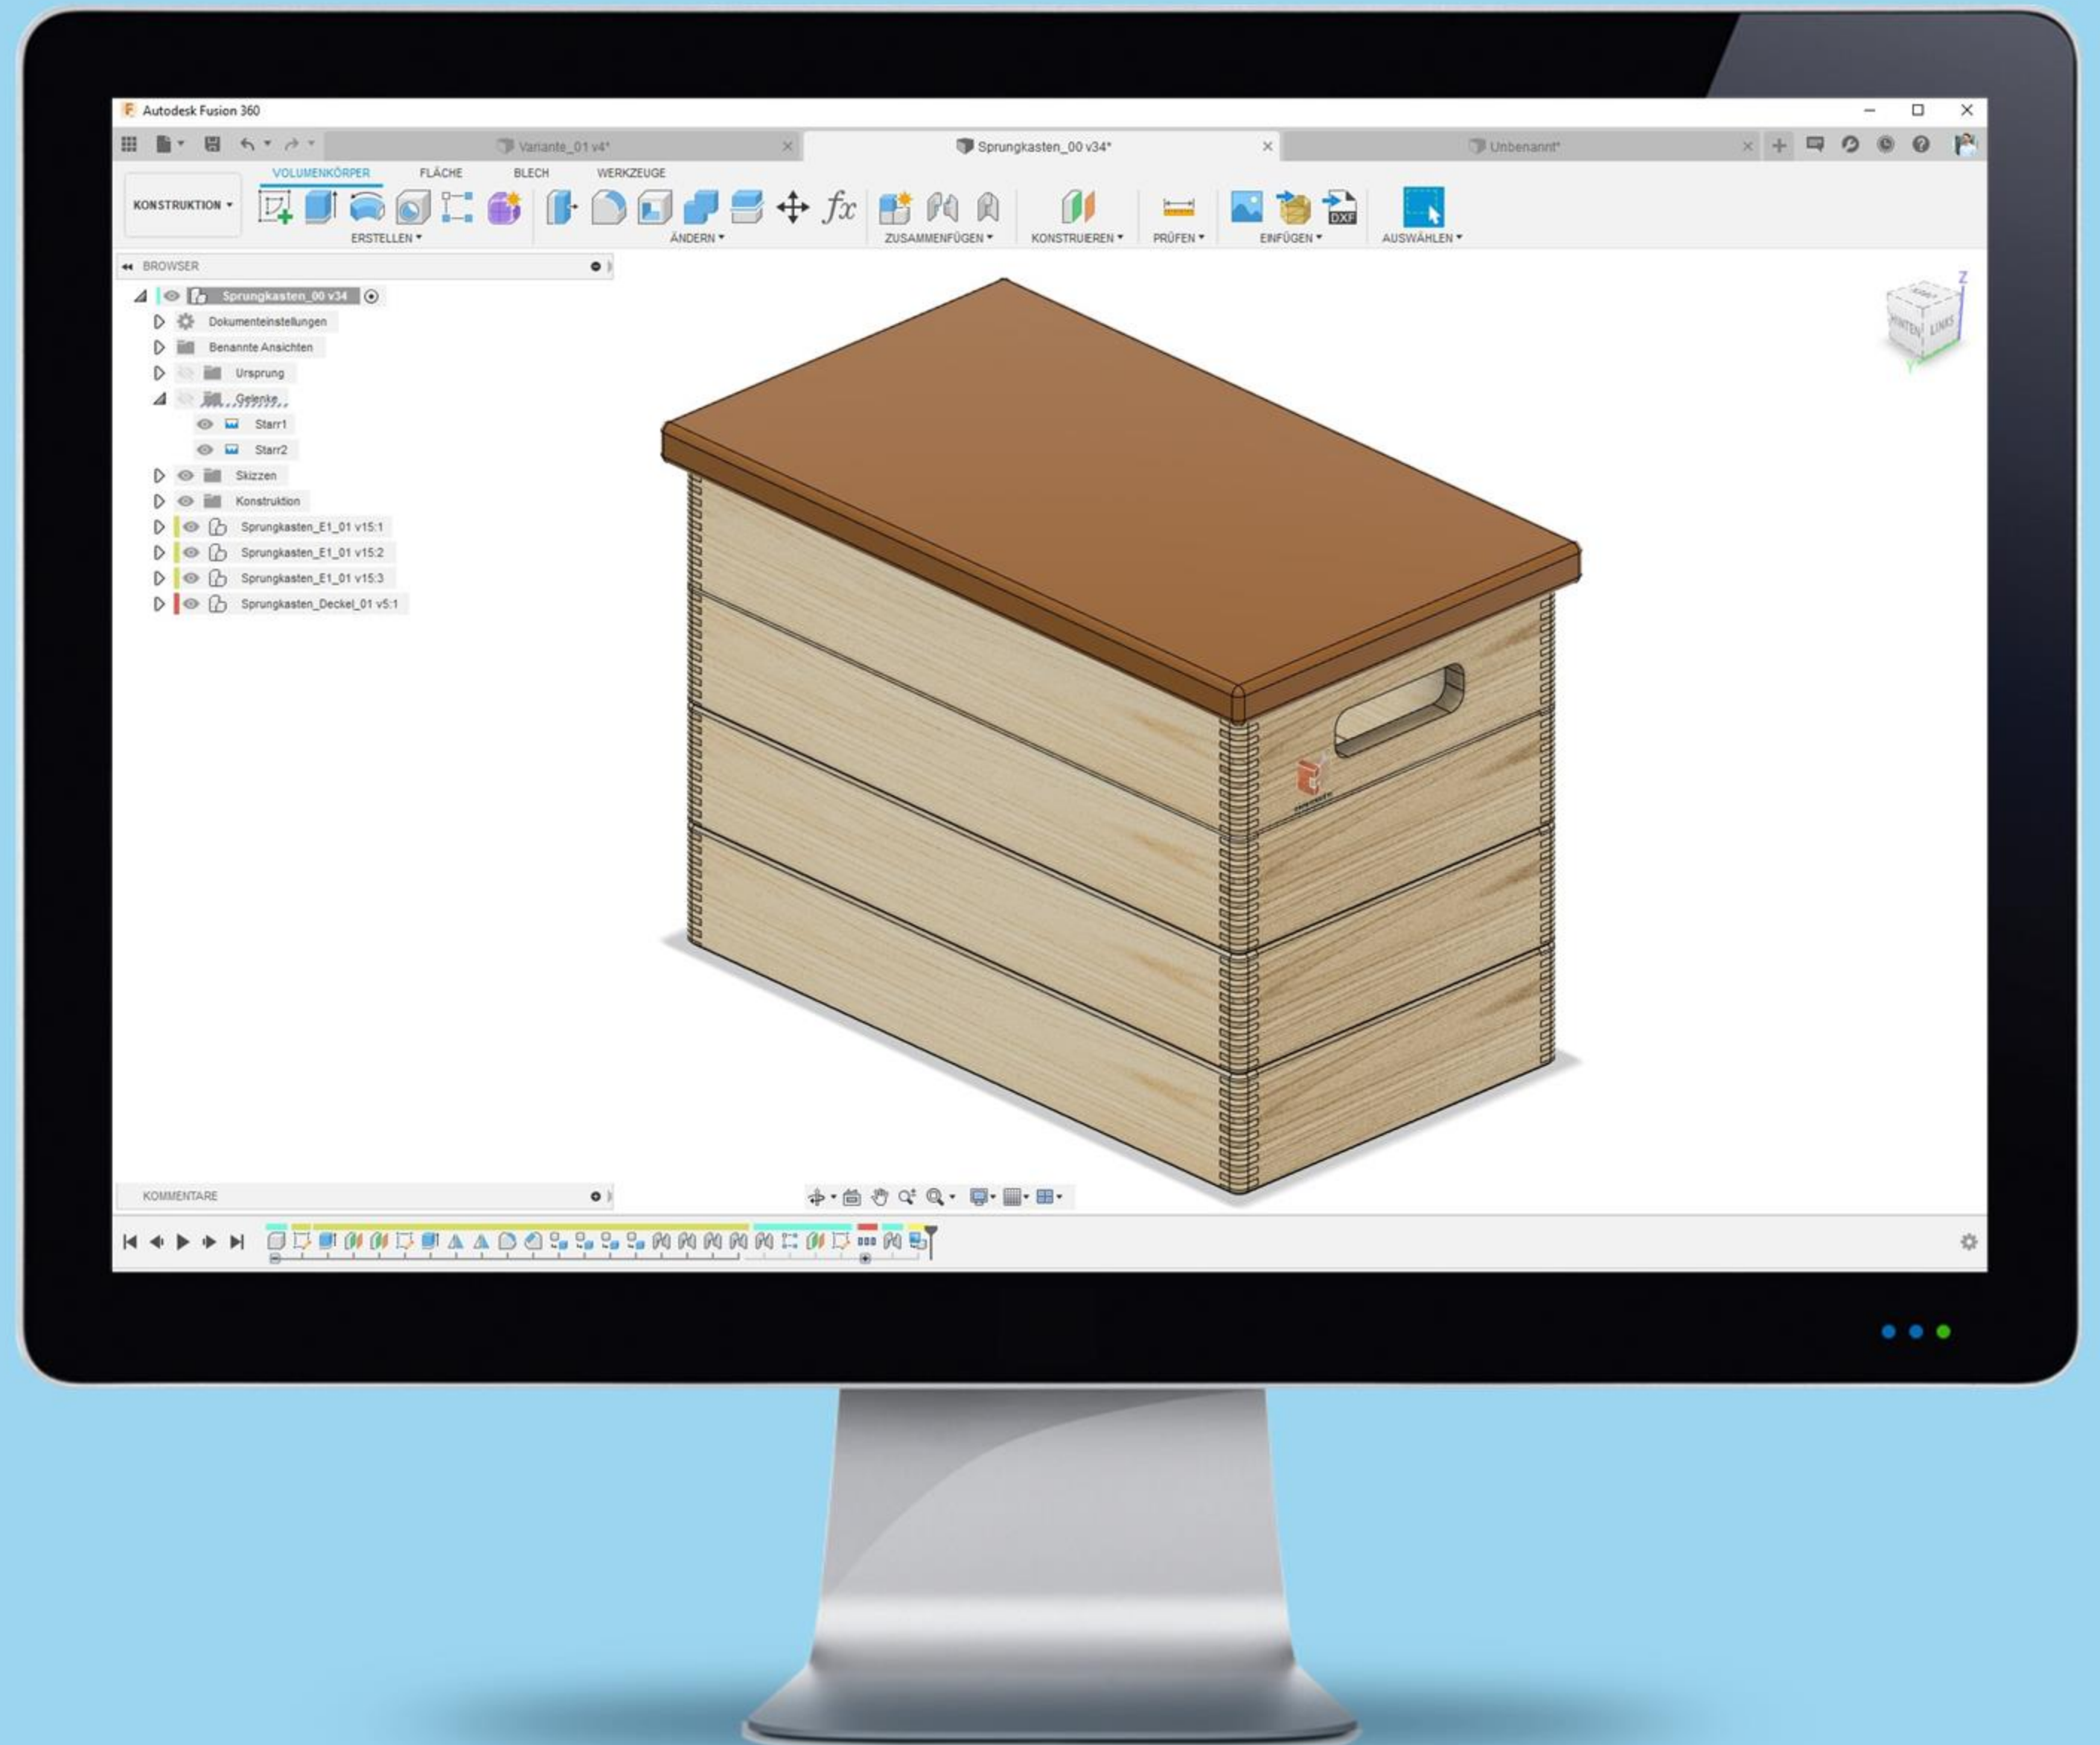 Autodesk Fusion 360
Variante_01 v4*
Sprungkasten_00 v34*
Unbenannt*
KONSTRUKTION
VOLUMENKÖRPER FLÄCHE BLECH WERKZEUGE
fx
DXF
ERSTELLEN ÄNDERN ZUSAMMENFÜGEN KONSTRUIEREN PRÜFEN EINFÜGEN AUSWÄHLEN
BROWSER
Sprungkasten_00 v34
Dokumenteinstellungen
Benannte Ansichten
Ursprung
Gelenke
Starr1
Starr2
Skizzen
Konstruktion
Sprungkasten_E1_01 v15:1
Sprungkasten_E1_01 v15:2
Sprungkasten_E1_01 v15:3
Sprungkasten_Deckel_01 v5:1
Z
HINTEN LINKS
Y
KOMMENTARE